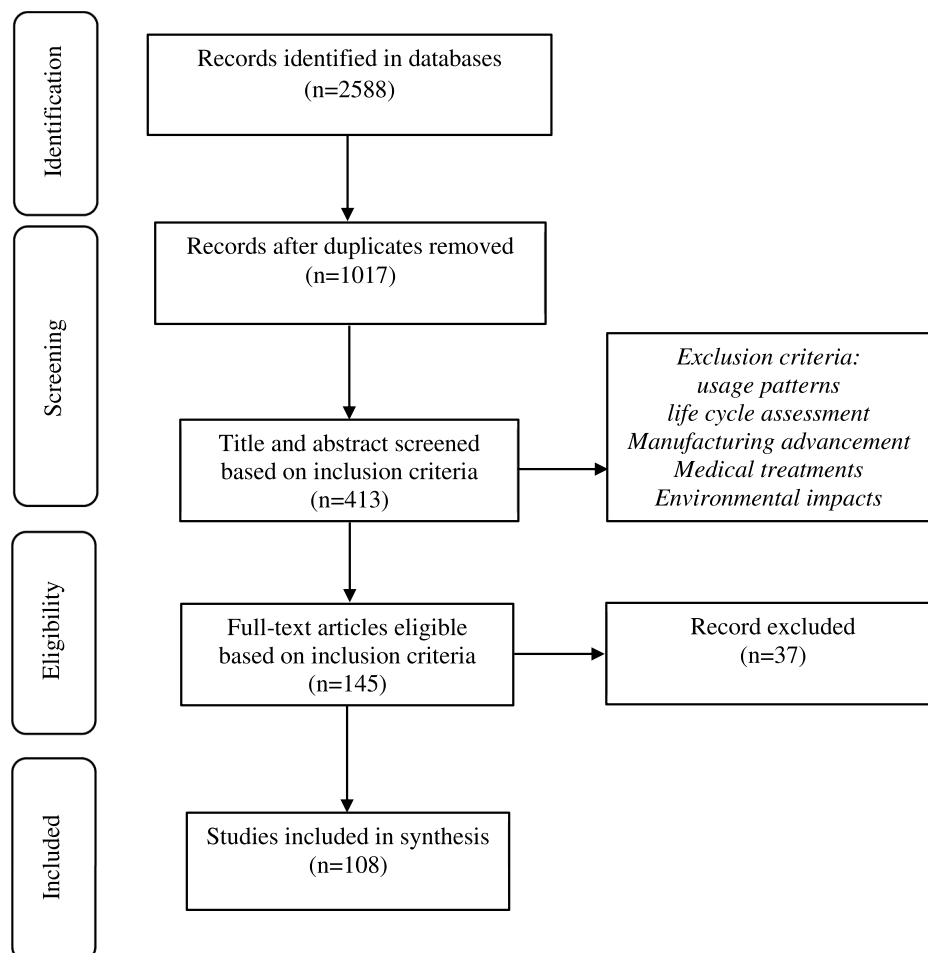 Identification
Records identified in databases
(n=2588)
Screening
Records after duplicates removed
(n=1017)
Title and abstract screened
based on inclusion criteria
(n=413)
Exclusion criteria:
usage patterns
life cycle assessment
Manufacturing advancement
Medical treatments
Environmental impacts
Eligibility
Full-text articles eligible
based on inclusion criteria
(n=145)
Record excluded
(n=37)
Included
Studies included in synthesis
(n=108)